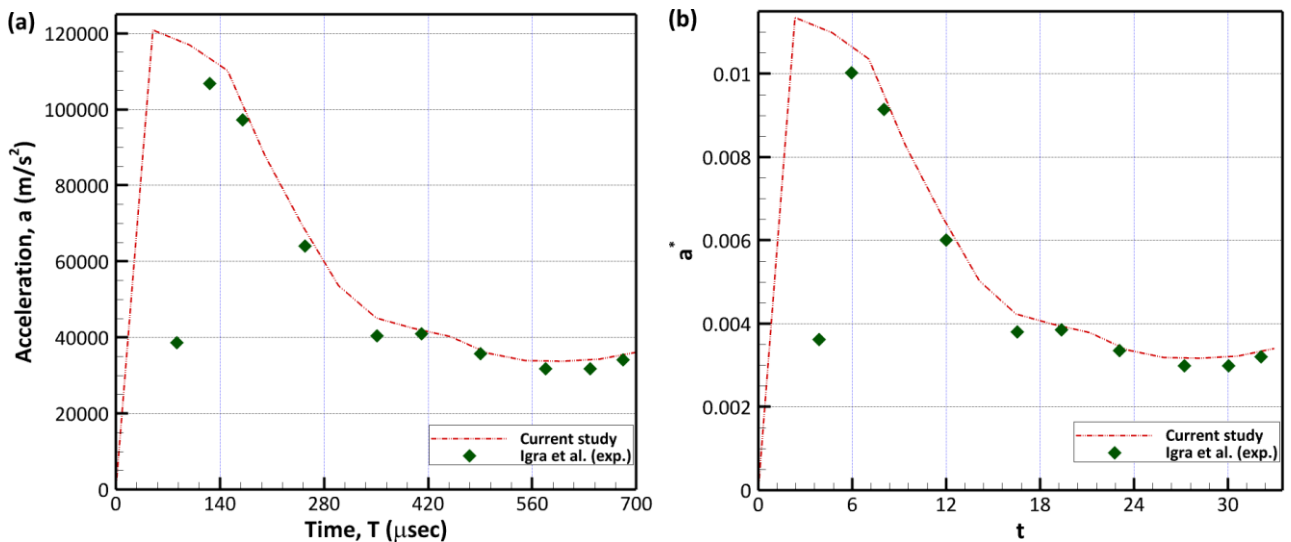 (a)
120000
100000
80000
60000
40000
20000
0
Acceleration, a (m/s²)
0 140 280 420 560 700
Time, T (μsec)
Current study
Igra et al. (exp.)
(b)
0.01
0.008
0.006
0.004
0.002
0
a*
0 6 12 18 24 30
t
Current study
Igra et al. (exp.)